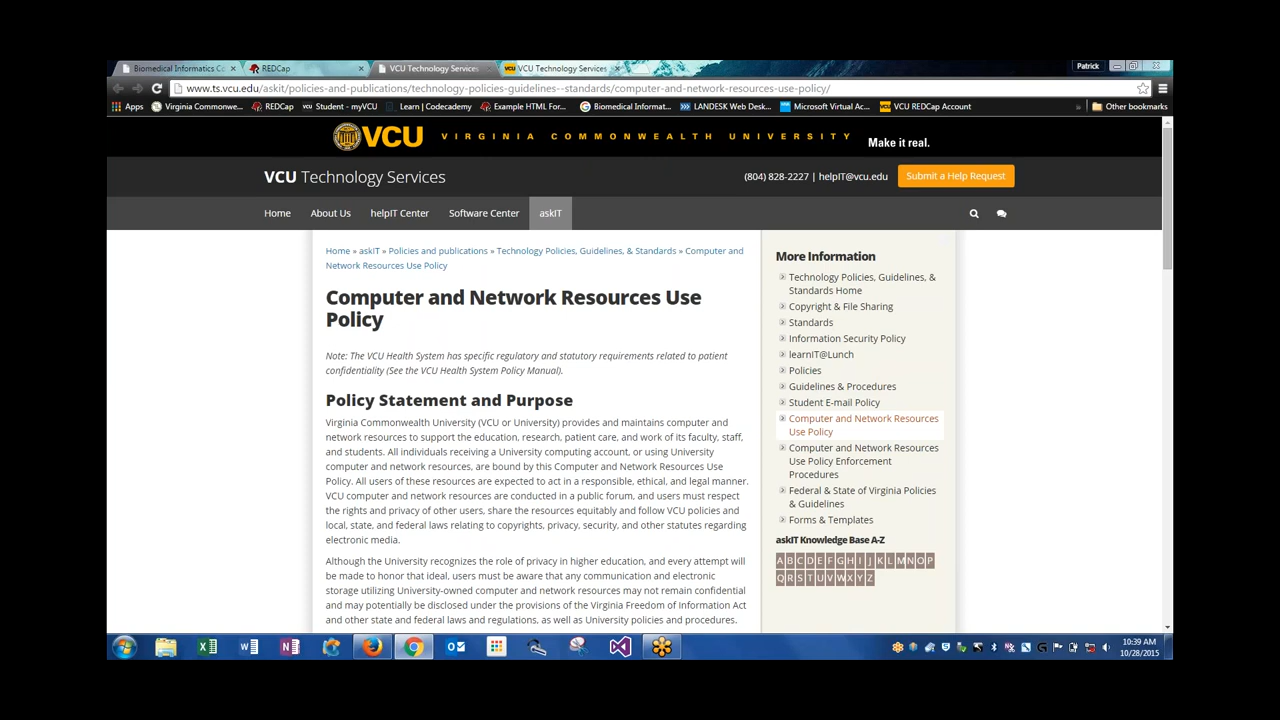 Biomedical Informatics Co
REDCap
VCU Technology Services
VCU Technology Services
Patrick
www.ts.vcu.edu/askit/policies-and-publications/technology-policies-guidelines--standards/computer-and-network-resources-use-policy/
Apps
Virginia Commonwe...
REDCap
Student - myVCU
Learn | Codecademy
Example HTML For...
Biomedical Informat...
LANDESK Web Desk...
Microsoft Virtual Ac...
VCU REDCap Account
»
Other bookmarks
VCU VIRGINIA COMMONWEALTH UNIVERSITY
Make it real.
VCU Technology Services
(804) 828-2227 | helpIT@vcu.edu
Submit a Help Request
Home
About Us
helpIT Center
Software Center
askIT
Home » askIT » Policies and publications » Technology Policies, Guidelines, & Standards » Computer and
Network Resources Use Policy
Computer and Network Resources Use
Policy
Note: The VCU Health System has specific regulatory and statutory requirements related to patient
confidentiality (See the VCU Health System Policy Manual).
Policy Statement and Purpose
Virginia Commonwealth University (VCU or University) provides and maintains computer and
network resources to support the education, research, patient care, and work of its faculty, staff,
and students. All individuals receiving a University computing account, or using University
computer and network resources, are bound by this Computer and Network Resources Use
Policy. All users of these resources are expected to act in a responsible, ethical, and legal manner.
VCU computer and network resources are conducted in a public forum, and users must respect
the rights and privacy of other users, share the resources equitably and follow VCU policies and
local, state, and federal laws relating to copyrights, privacy, security, and other statutes regarding
electronic media.
Although the University recognizes the role of privacy in higher education, and every attempt will
be made to honor that ideal, users must be aware that any communication and electronic
storage utilizing University-owned computer and network resources may not remain confidential
and may potentially be disclosed under the provisions of the Virginia Freedom of Information Act
and other state and federal laws and regulations, as well as University policies and procedures.
More Information
Technology Policies, Guidelines, &
Standards Home
Copyright & File Sharing
Standards
Information Security Policy
learnIT@Lunch
Policies
Guidelines & Procedures
Student E-mail Policy
Computer and Network Resources
Use Policy
Computer and Network Resources
Use Policy Enforcement
Procedures
Federal & State of Virginia Policies
& Guidelines
Forms & Templates
askIT Knowledge Base A-Z
A B C D E F G H I J K L M N O P
Q R S T U V W X Y Z
10:39 AM
10/28/2015